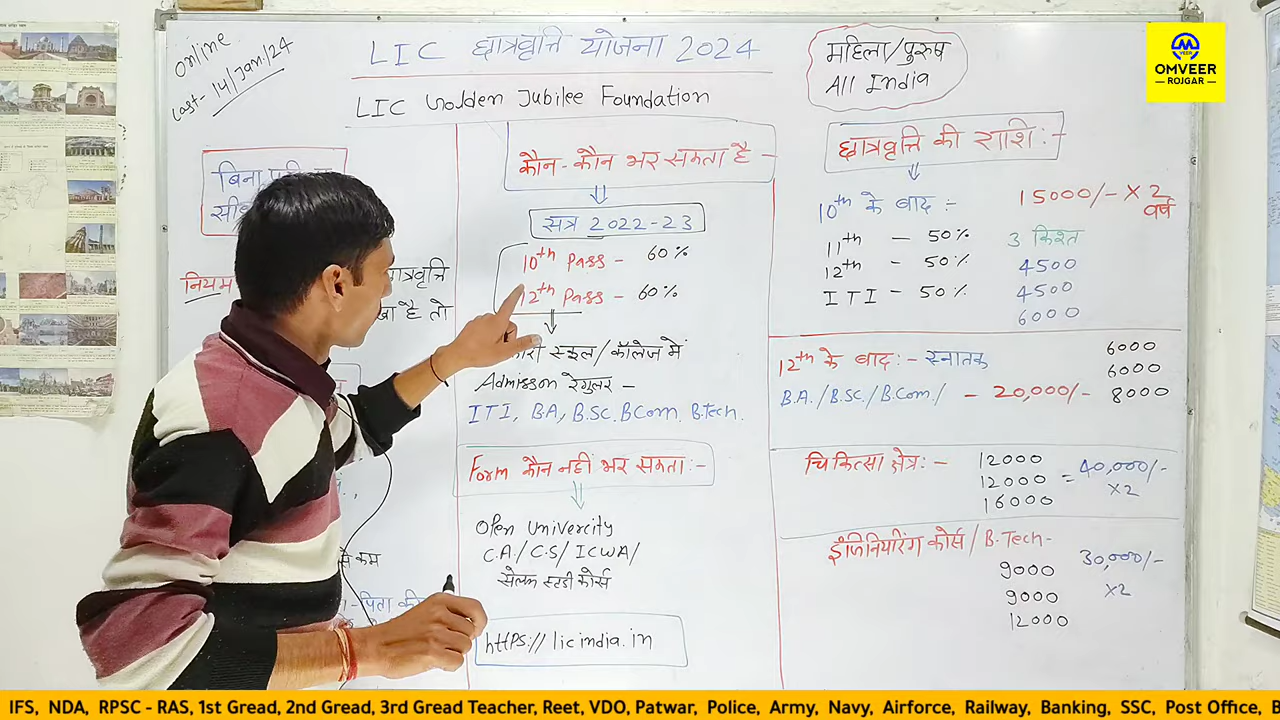 online
Last- 14/Jan./24
LIC छात्रवृत्ति योजना 2024
LIC Golden Jubilee Foundation
महिला/पुरुष
All India
OMVEER
ROJGAR
बिना
नियम
छात्रवृत्ति
है तो
से कम
पिता की
कौन-कौन भर सकता है -
सत्र 2022-23
10th Pass - 60%
12th Pass - 60%
स्कूल/कॉलेज में
Admisson रेगुलर -
ITI, B.A, B.SC. BCom. B.Tech.
Form कौन नही भर सकता:-
Open Univercity
C.A./C.S/ICWA/
सेल्फ स्टडी कोर्स
https://licindia.in
छात्रवृत्ति की राशि:-
10th के बाद :- 15000/- X 2 वर्ष
11th - 50% 3 किश्त
12th - 50% 4500
ITI - 50% 4500
6000
12th के बाद:- स्नातक 6000
6000
B.A./B.SC./B.Com./ - 20,000/- 8000
चिकित्सा क्षेत्र:- 12000
12000 = 40,000/-
16000 X2
इंजिनियरिंग कोर्स/B.Tech-
9000 30,000/-
9000 X2
12000
IFS, NDA, RPSC - RAS, 1st Gread, 2nd Gread, 3rd Gread Teacher, Reet, VDO, Patwar, Police, Army, Navy, Airforce, Railway, Banking, SSC, Post Office,